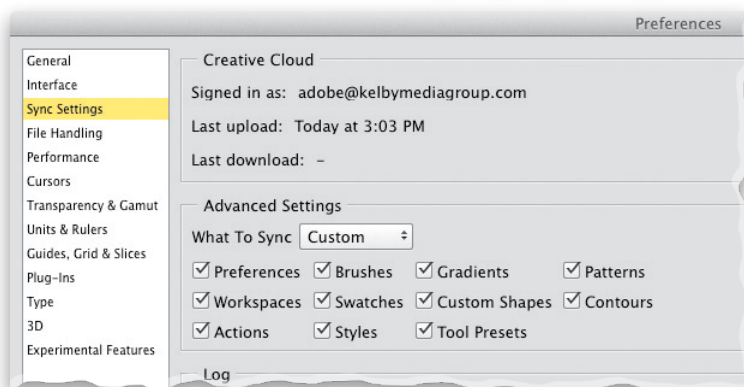 Preferences
General
Interface
Sync Settings
File Handling
Performance
Cursors
Transparency & Gamut
Units & Rulers
Guides, Grid & Slices
Plug-Ins
Type
3D
Experimental Features
Creative Cloud
Signed in as: adobe@kelbymediagroup.com
Last upload: Today at 3:03 PM
Last download: –
Advanced Settings
What To Sync Custom
Preferences Brushes Gradients Patterns
Workspaces Swatches Custom Shapes Contours
Actions Styles Tool Presets
Log